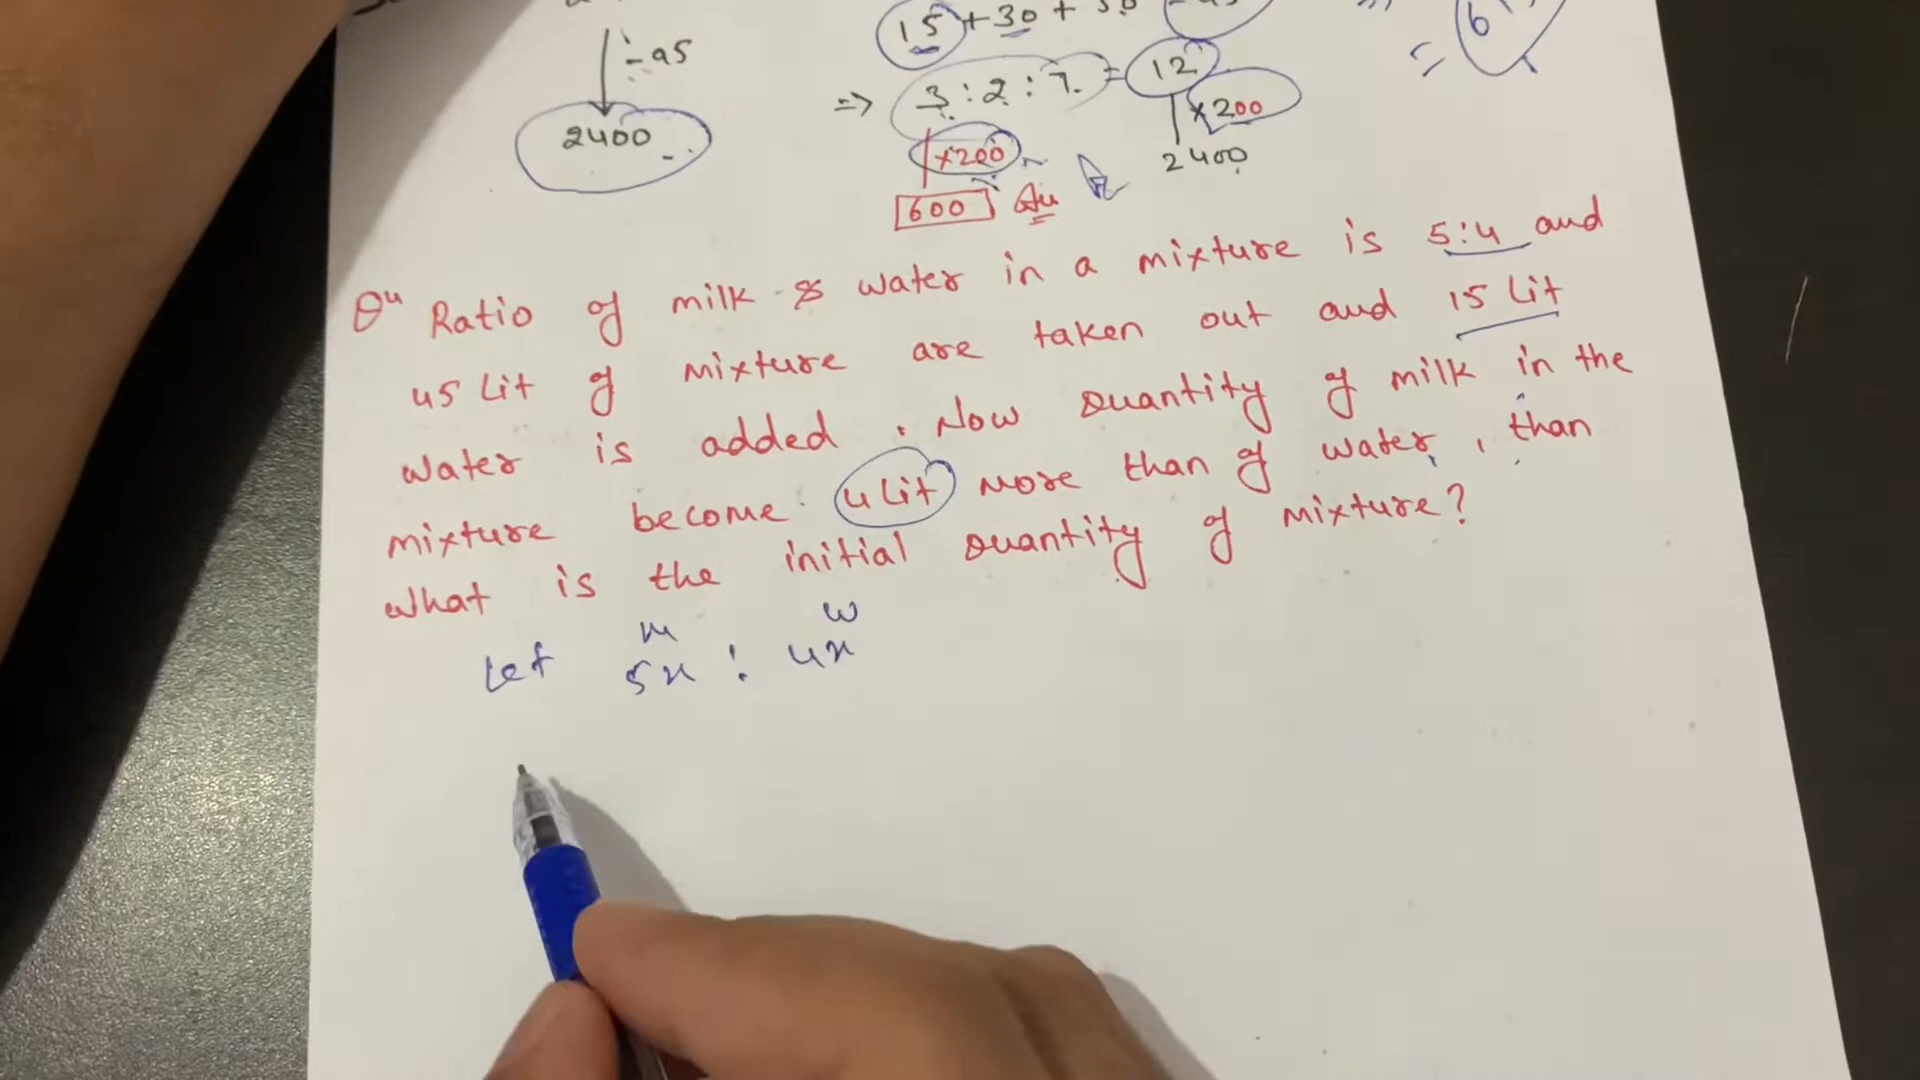 ÷95
15+30+
2400
=> 3:2:7 = 12
×200
×200
2400
600 Au
Qu Ratio of milk & water in a mixture is 5:4 and
45 Lit of mixture are taken out and 15 Lit
water is added. Now Quantity of milk in the
mixture become 4 Lit more than of water, than
what is the initial Quantity of mixture?
m w
Let 5x : 4x